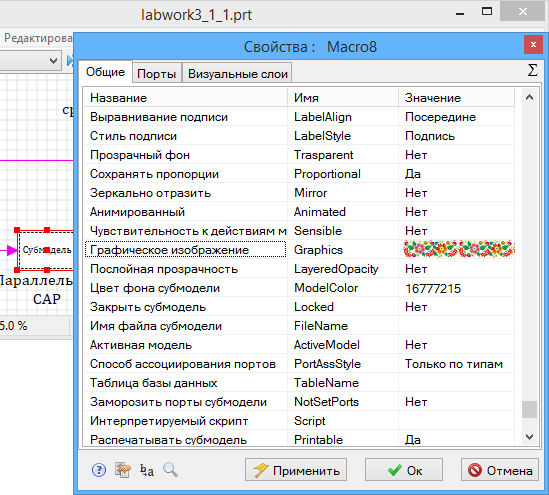 labwork3_1_1.prt
Редактирова
Свойства : Macro8
Общие Порты Визуальные слои Σ
Название Имя Значение
Выравнивание подписи LabelAlign Посередине
Стиль подписи LabelStyle Подпись
Прозрачный фон Trasparent Нет
Сохранять пропорции Proportional Да
Зеркально отразить Mirror Нет
Анимированный Animated Нет
Чувствительность к действиям м Sensible Нет
Графическое изображение Graphics
Послойная прозрачность LayeredOpacity Нет
Цвет фона субмодели ModelColor 16777215
Закрыть субмодель Locked Нет
Имя файла субмодели FileName
Активная модель ActiveModel Нет
Способ ассоциирования портов PortAssStyle Только по типам
Таблица базы данных TableName
Заморозить порты субмодели NotSetPorts Нет
Интерпретируемый скрипт Script
Распечатывать субмодель Printable Да
Применить Ок Отмена
ср
Субмодель
Параллель
САР
5.0 %